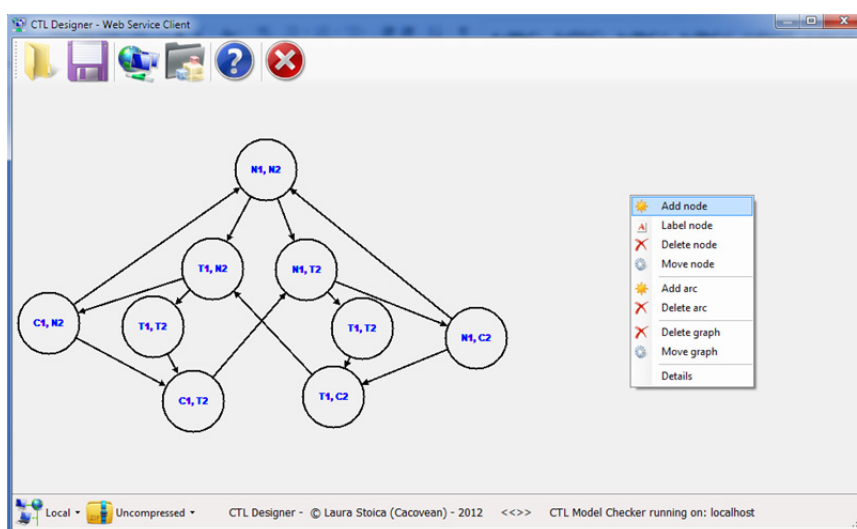 CTL Designer - Web Service Client
N1, N2
T1, N2
N1, T2
C1, N2
T1, T2
T1, T2
N1, C2
C1, T2
T1, C2
Add node
Label node
Delete node
Move node
Add arc
Delete arc
Delete graph
Move graph
Details
Local
Uncompressed
CTL Designer - © Laura Stoica (Cacovean) - 2012 <<>> CTL Model Checker running on: localhost